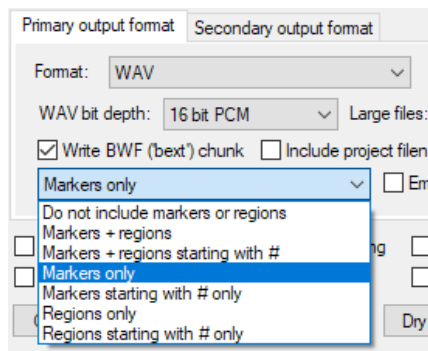 Primary output format Secondary output format
Format: WAV
WAV bit depth: 16 bit PCM Large files:
Write BWF ('bext') chunk Include project filen
Markers only Em
Do not include markers or regions
Markers + regions
Markers + regions starting with #
Markers only
Markers starting with # only
Regions only
Regions starting with # only
Dry